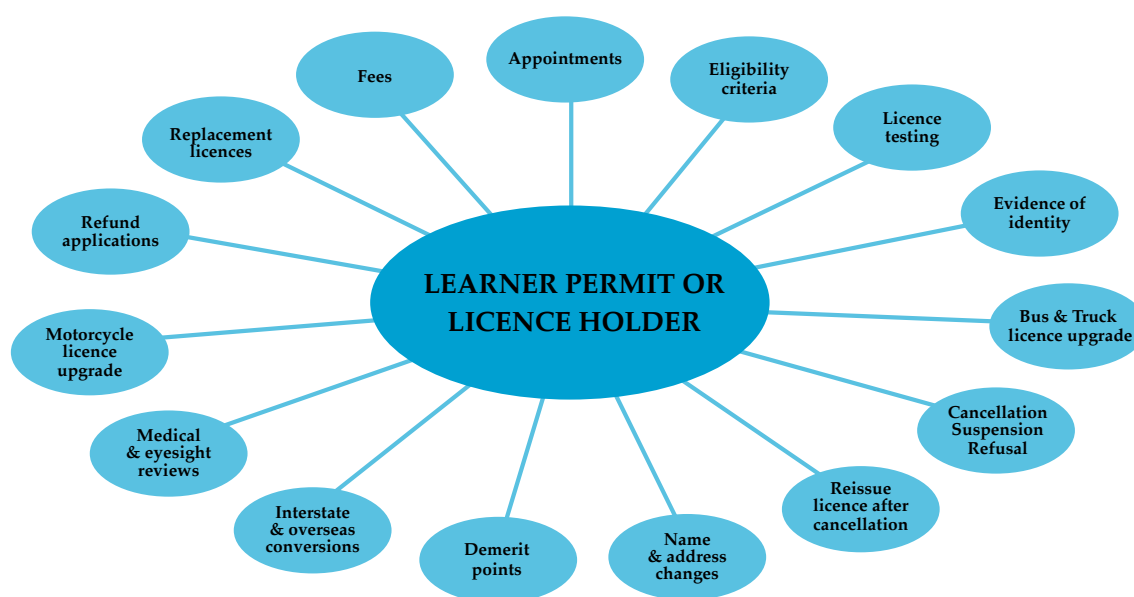 Appointments
Eligibility
criteria
Licence
testing
Evidence of
identity
Bus & Truck
licence upgrade
Cancellation
Suspension
Refusal
Reissue
licence after
cancellation
Name
& address
changes
Demerit
points
Interstate
& overseas
conversions
Medical
& eyesight
reviews
Motorcycle
licence
upgrade
Refund
applications
Replacement
licences
Fees
LEARNER PERMIT OR
LICENCE HOLDER